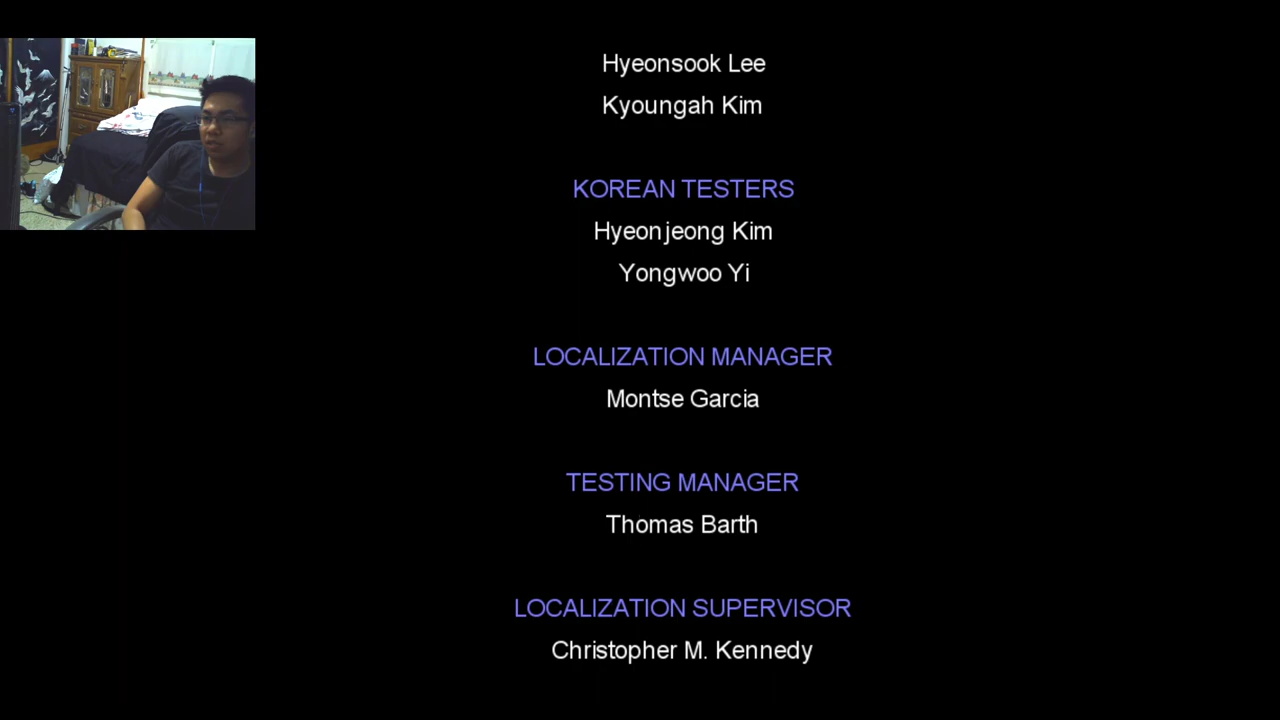 Hyeonsook Lee
Kyoungah Kim
KOREAN TESTERS
Hyeonjeong Kim
Yongwoo Yi
LOCALIZATION MANAGER
Montse Garcia
TESTING MANAGER
Thomas Barth
LOCALIZATION SUPERVISOR
Christopher M. Kennedy